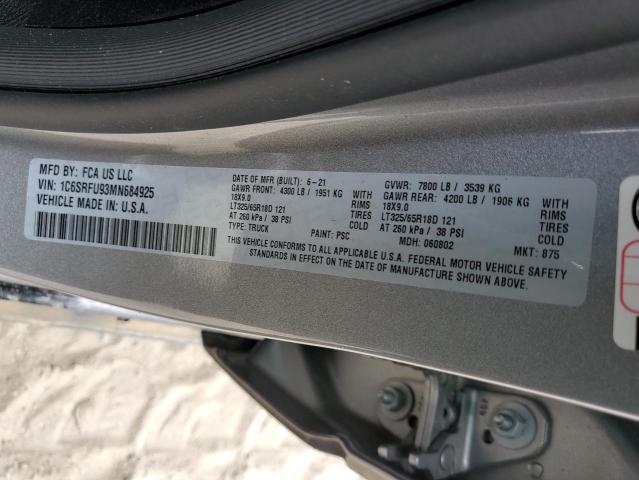 MFD BY: FCA US LLC
VIN: 1C6SRFU93MN684925
VEHICLE MADE IN U.S.A.
DATE OF MFR (BUILT): 6-21
GAWR FRONT: 4300 LB / 1951 KG
18X9.0 RIMS
LT325/65R18D 121 TIRES
AT 260 kPa / 38 PSI COLD
TYPE: TRUCK PAINT: PSC
GVWR: 7800 LB / 3539 KG
GAWR REAR: 4200 LB / 1906 KG WITH
18X9.0 RIMS
LT325/65R18D 121 TIRES
AT 260 kPa / 38 PSI COLD
MDH: 060802 MKT: 875
THIS VEHICLE CONFORMS TO ALL APPLICABLE U.S.A. FEDERAL MOTOR VEHICLE SAFETY
STANDARDS IN EFFECT ON THE DATE OF MANUFACTURE SHOWN ABOVE.